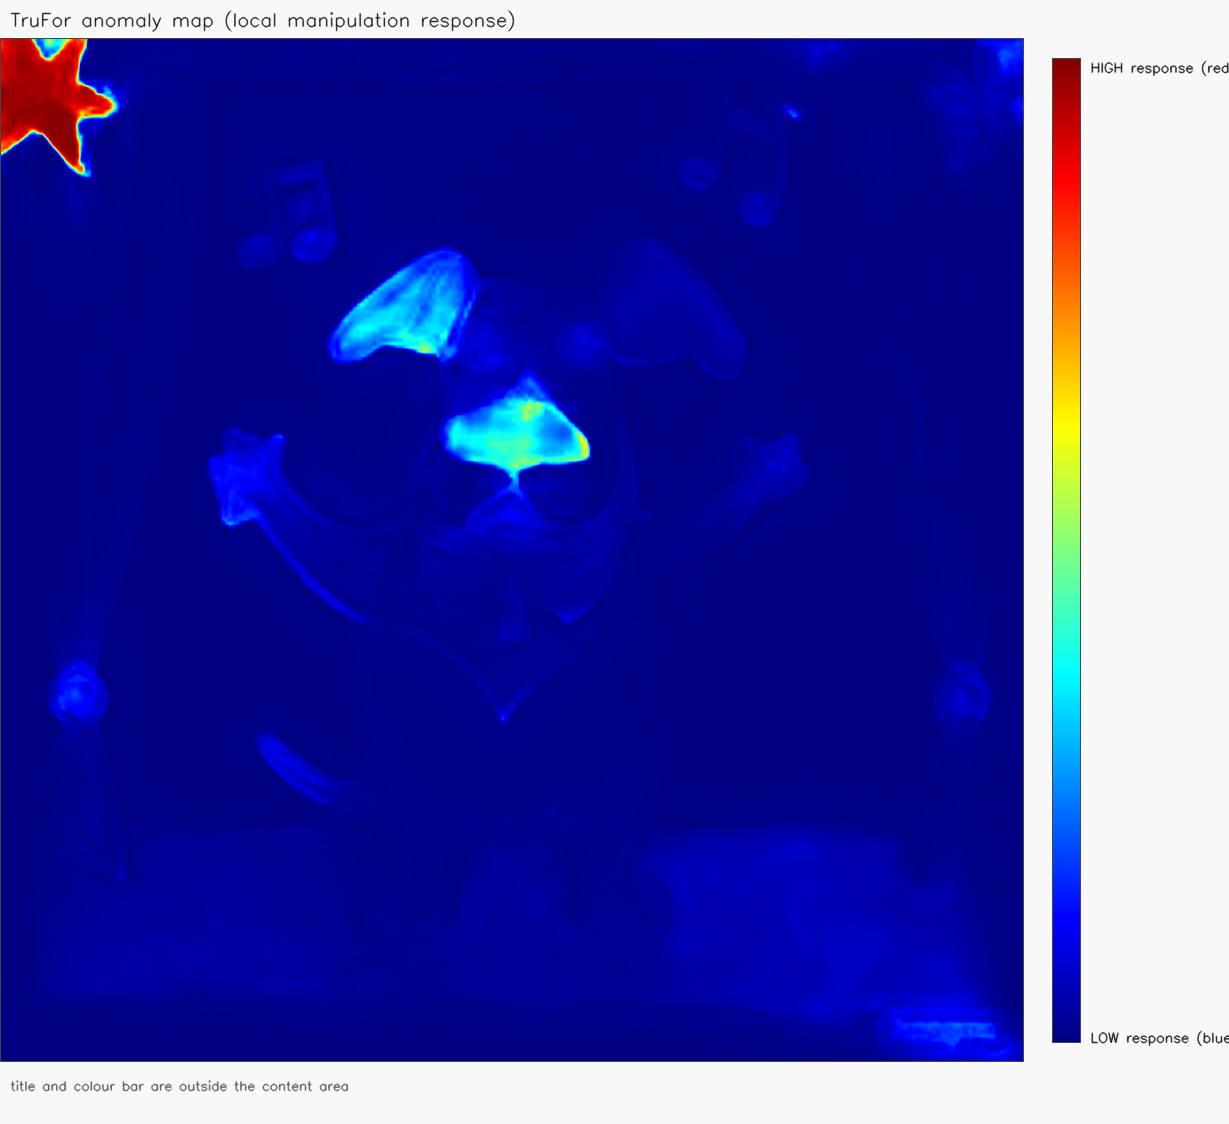 TruFor anomaly map (local manipulation response)
HIGH response (red
LOW response (blue
title and colour bar are outside the content area